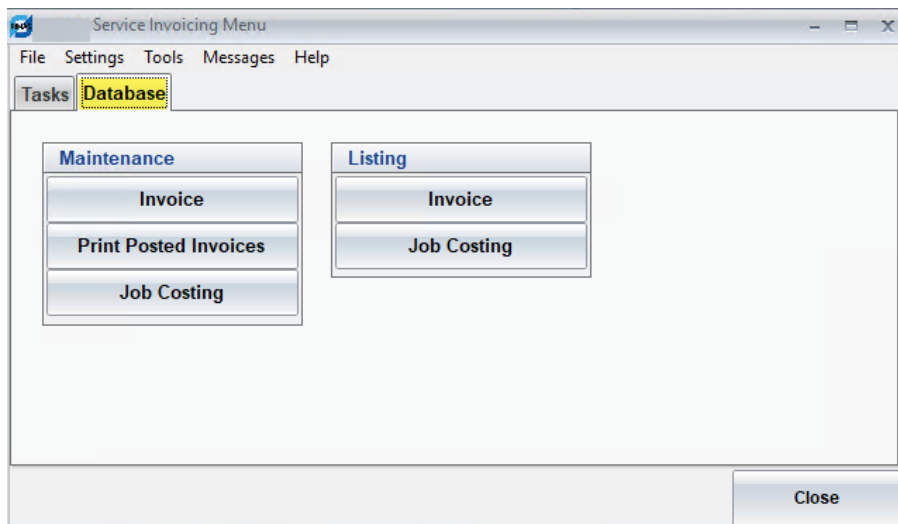 Service Invoicing Menu
File Settings Tools Messages Help
Tasks Database
Maintenance
Invoice
Print Posted Invoices
Job Costing
Listing
Invoice
Job Costing
Close